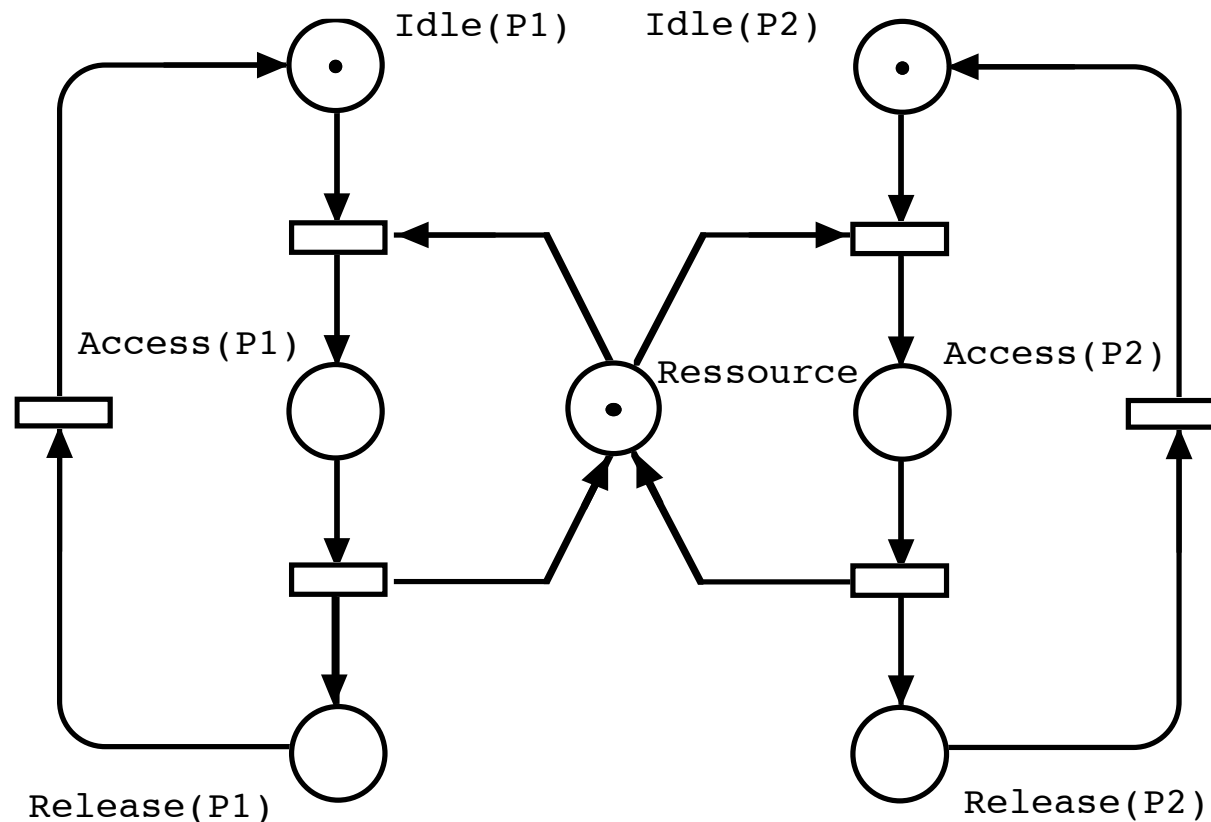 Idle(P1)
Idle(P2)
Access(P1)
Access(P2)
Ressource
Release(P1)
Release(P2)